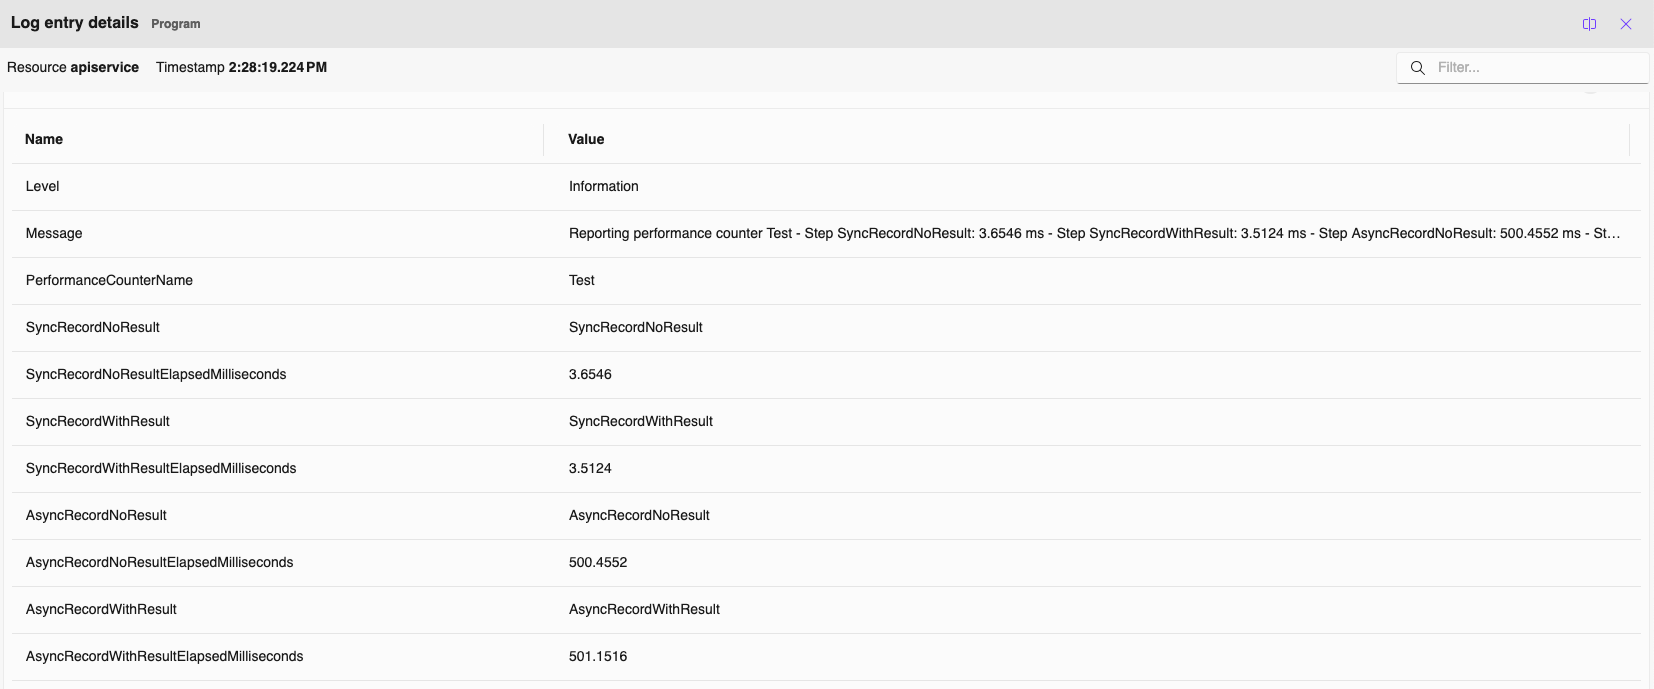 Log entry details Program
Resource apiservice Timestamp 2:28:19.224 PM Filter...
Name Value
Level Information
Message Reporting performance counter Test - Step SyncRecordNoResult: 3.6546 ms - Step SyncRecordWithResult: 3.5124 ms - Step AsyncRecordNoResult: 500.4552 ms - St...
PerformanceCounterName Test
SyncRecordNoResult SyncRecordNoResult
SyncRecordNoResultElapsedMilliseconds 3.6546
SyncRecordWithResult SyncRecordWithResult
SyncRecordWithResultElapsedMilliseconds 3.5124
AsyncRecordNoResult AsyncRecordNoResult
AsyncRecordNoResultElapsedMilliseconds 500.4552
AsyncRecordWithResult AsyncRecordWithResult
AsyncRecordWithResultElapsedMilliseconds 501.1516